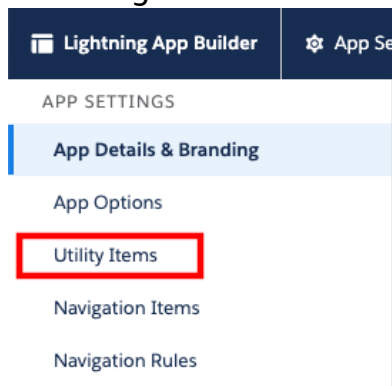 Lightning App Builder
App Se
APP SETTINGS
App Details & Branding
App Options
Utility Items
Navigation Items
Navigation Rules